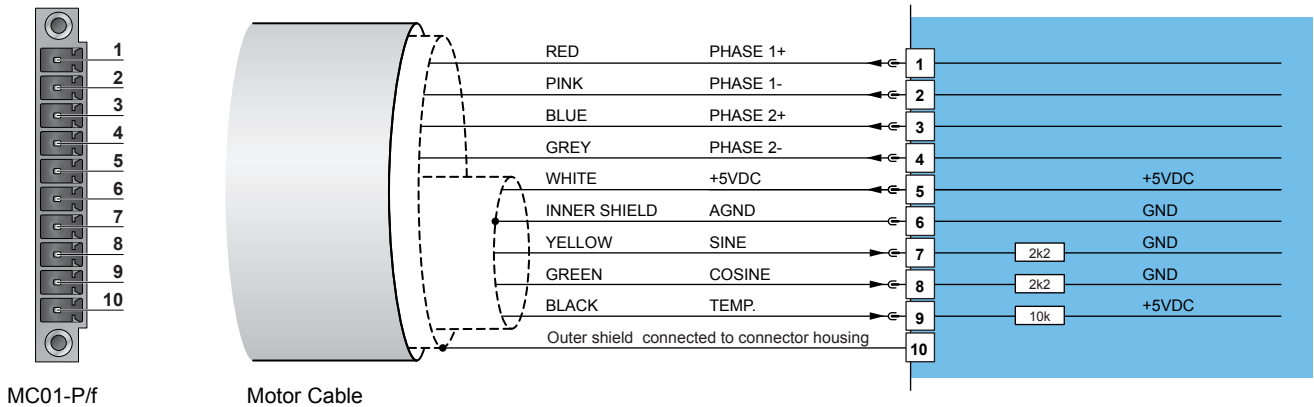 1
2
3
4
5
6
7
8
9
10
MC01-P/f
Motor Cable
RED PHASE 1+ 1
PINK PHASE 1- 2
BLUE PHASE 2+ 3
GREY PHASE 2- 4
WHITE +5VDC 5 +5VDC
INNER SHIELD AGND 6 GND
YELLOW SINE 7 2k2 GND
GREEN COSINE 8 2k2 GND
BLACK TEMP. 9 10k +5VDC
Outer shield connected to connector housing 10